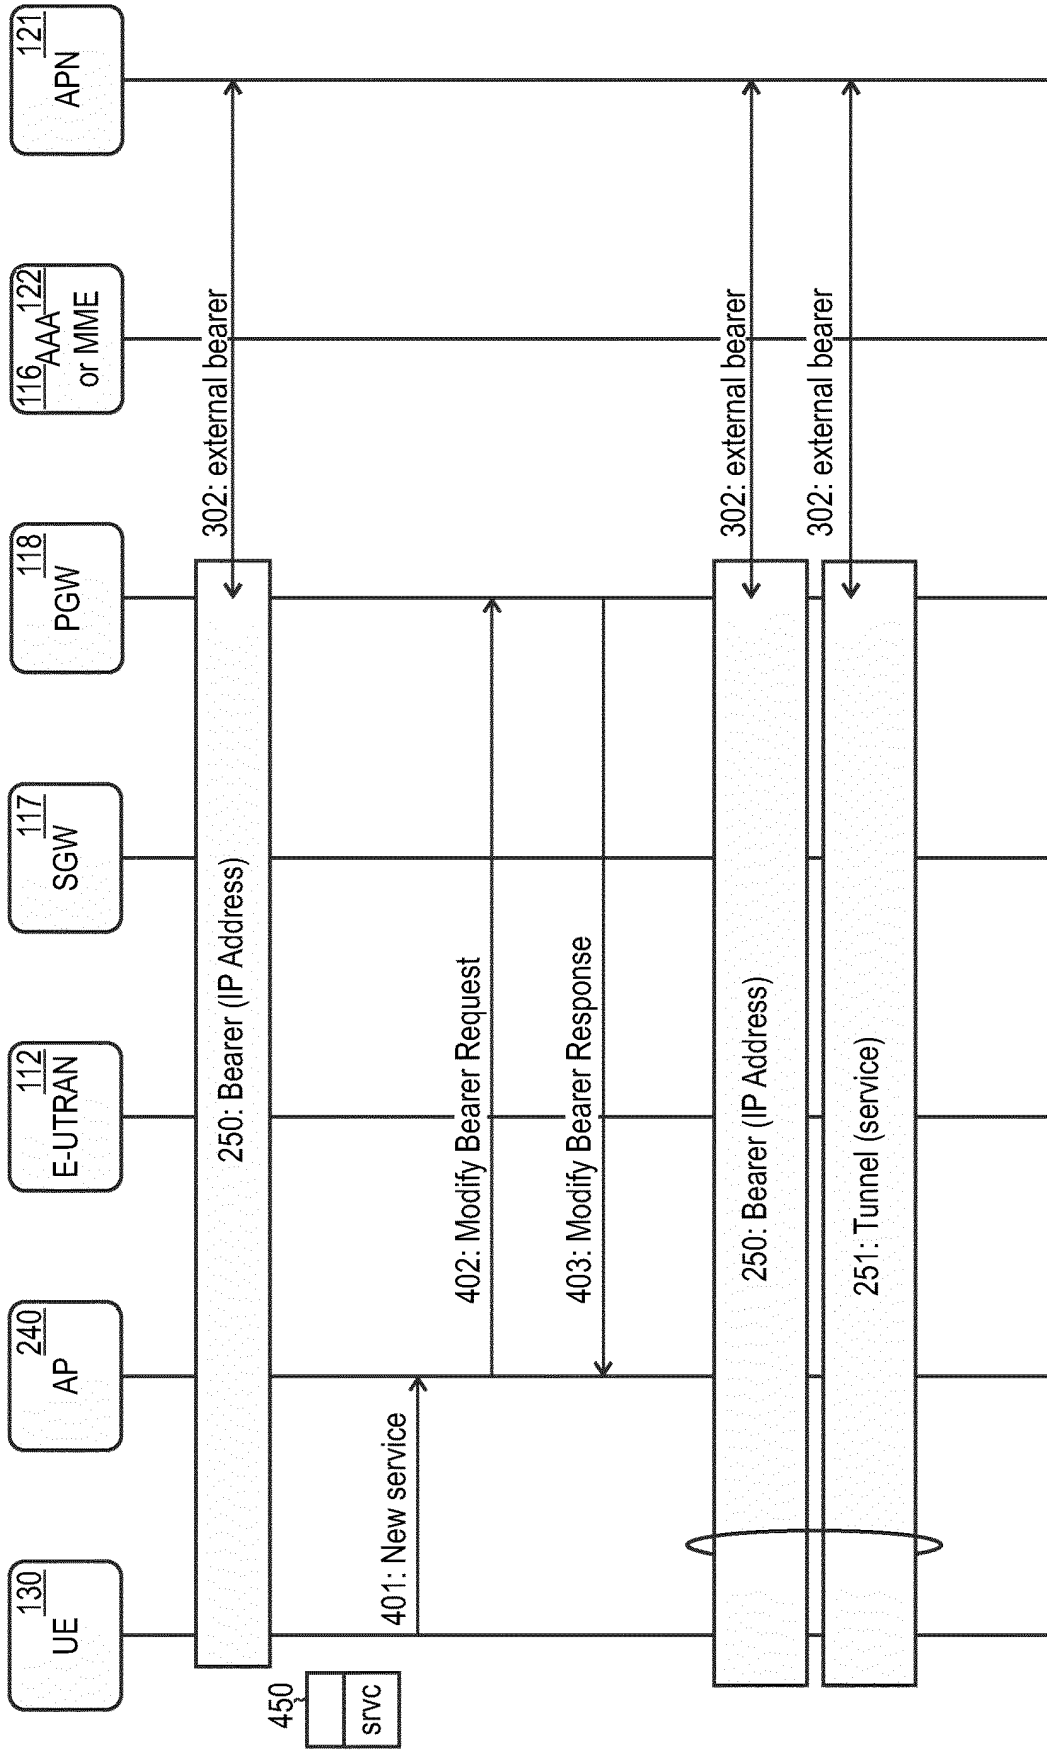 130
UE
240
AP
112
E-UTRAN
117
SGW
118
PGW
116 122
AAA
or MME
121
APN
250: Bearer (IP Address)
302: external bearer
450
srvc
401: New service
402: Modify Bearer Request
403: Modify Bearer Response
250: Bearer (IP Address)
302: external bearer
251: Tunnel (service)
302: external bearer